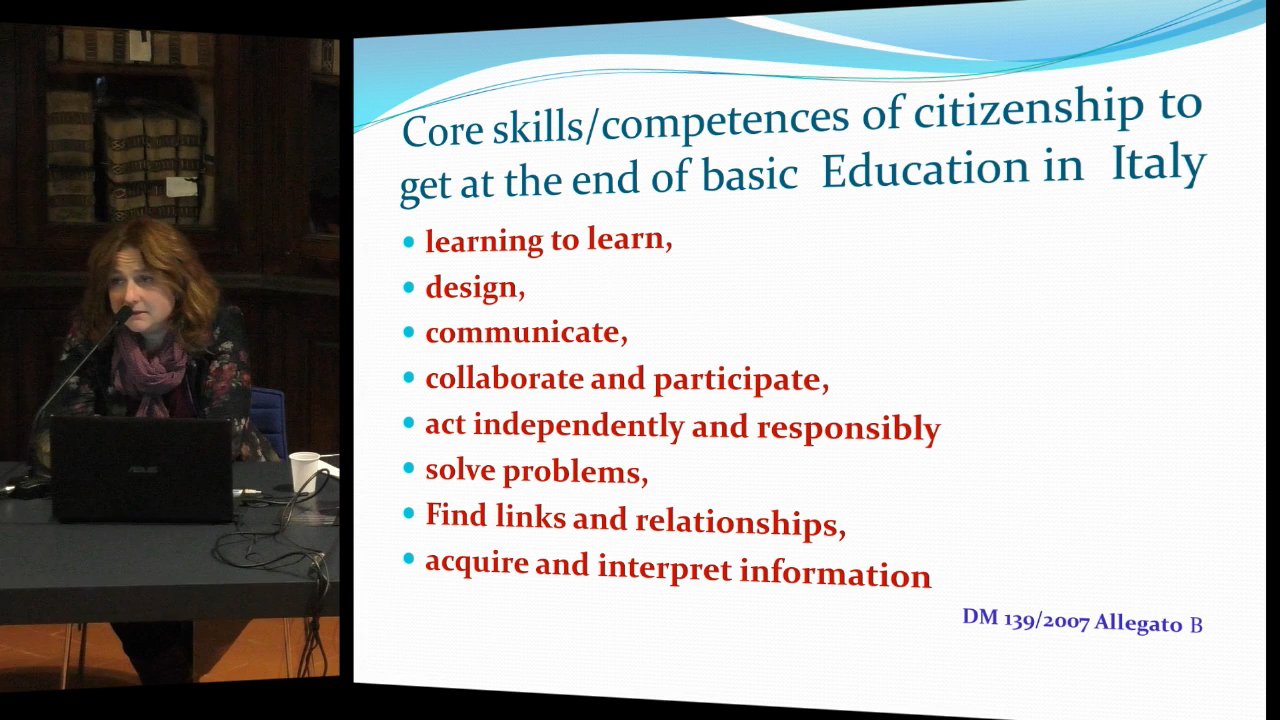 Core skills/competences of citizenship to
get at the end of basic Education in Italy
• learning to learn,
• design,
• communicate,
• collaborate and participate,
• act independently and responsibly
• solve problems,
• Find links and relationships,
• acquire and interpret information
DM 139/2007 Allegato B
ASUS